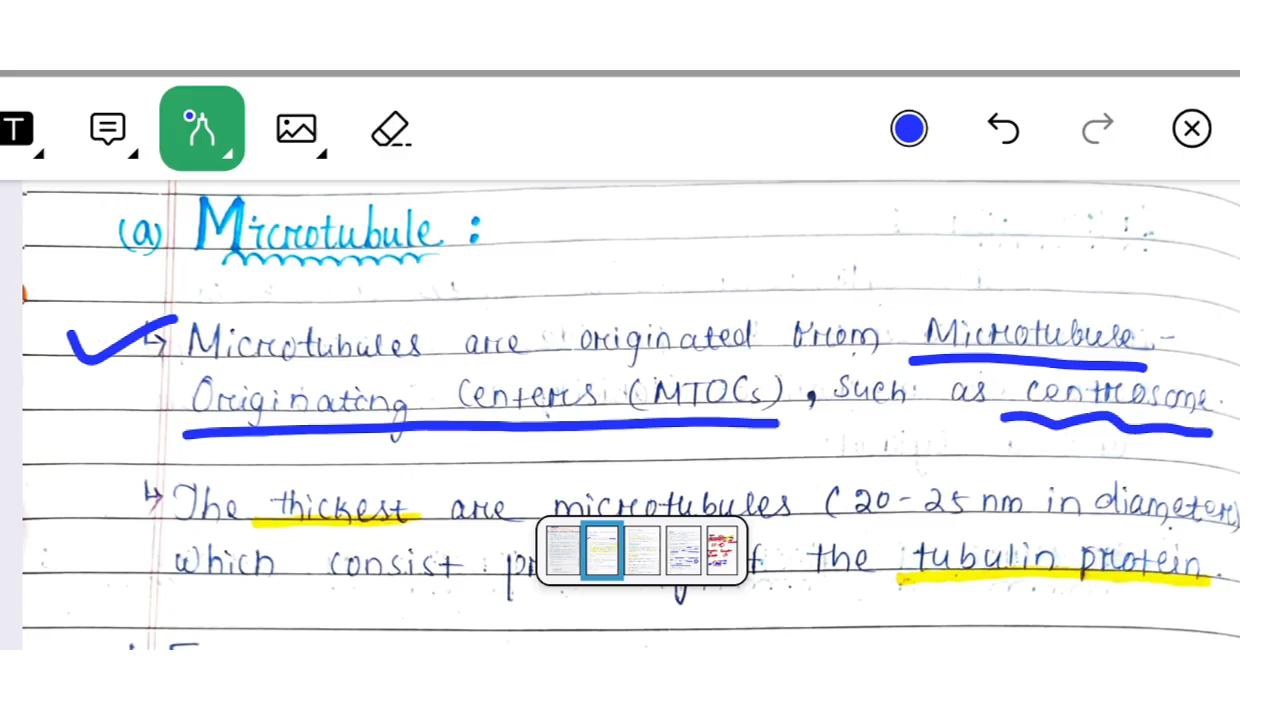 T
(a) Microtubule :
↳ Microtubules are originated from Microtubule -
Originating Centers (MTOCs) , such as centrosome.
↳ The thickest are microtubules (20-25 nm in diameter)
which consist the tubulin protein.